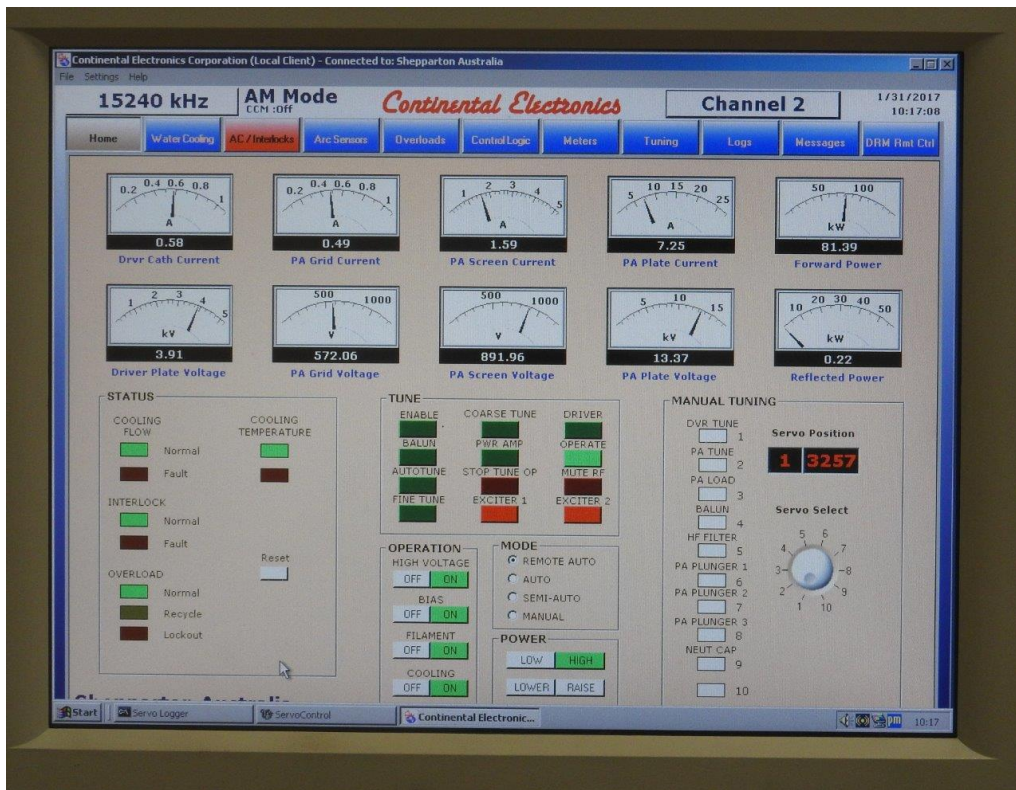 Continental Electronics Corporation (Local Client) - Connected to: Shepparton Australia
File Settings Help
15240 kHz
AM Mode
CCM :Off
Continental Electronics
Channel 2
1/31/2017
10:17:08
Home Water Cooling AC / Interlocks Arc Sensors Overloads Control Logic Meters Tuning Logs Messages DRM Rmt Ctrl
0.2 0.4 0.6 0.8 1
A
0.58
Drvr Cath Current
0.2 0.4 0.6 0.8 1
A
0.49
PA Grid Current
1 2 3 4 5
A
1.59
PA Screen Current
5 10 15 20 25
A
7.25
PA Plate Current
50 100
kW
81.39
Forward Power
1 2 3 4 5
kV
3.91
Driver Plate Voltage
500 1000
V
572.06
PA Grid Voltage
500 1000
V
891.96
PA Screen Voltage
5 10 15
kV
13.37
PA Plate Voltage
10 20 30 40 50
kW
0.22
Reflected Power
STATUS
COOLING
FLOW
Normal
Fault
COOLING
TEMPERATURE
INTERLOCK
Normal
Fault
OVERLOAD
Normal
Recycle
Lockout
Reset
TUNE
ENABLE COARSE TUNE DRIVER
BALUN PWR AMP OPERATE
AUTOTUNE STOP TUNE OP MUTE RF
FINE TUNE EXCITER 1 EXCITER 2
OPERATION
HIGH VOLTAGE
OFF ON
BIAS
OFF ON
FILAMENT
OFF ON
COOLING
OFF ON
MODE
REMOTE AUTO
AUTO
SEMI-AUTO
MANUAL
POWER
LOW HIGH
LOWER RAISE
MANUAL TUNING
DVR TUNE
1
PA TUNE
2
PA LOAD
3
BALUN
4
HF FILTER
5
PA PLUNGER 1
6
PA PLUNGER 2
7
PA PLUNGER 3
8
NEUT CAP
9
10
Servo Position
1 3257
Servo Select
1 2 3 4 5 6 7 8 9 10
Shepparton Australia
Start Servo Logger ServoControl Continental Electronic... pm 10:17